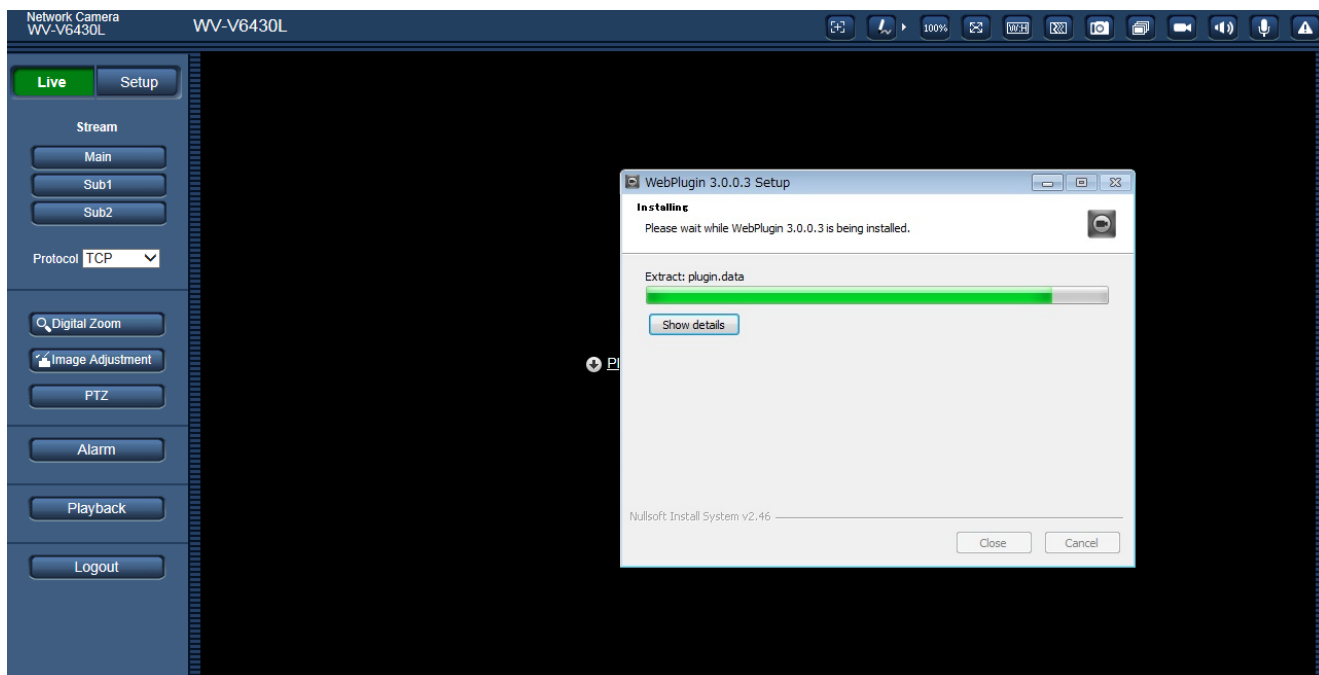 Network Camera
WV-V6430L
WV-V6430L
100%
W:H
Live
Setup
Stream
Main
Sub1
Sub2
Protocol TCP
Digital Zoom
Image Adjustment
PTZ
Alarm
Playback
Logout
Pl
WebPlugin 3.0.0.3 Setup
Installing
Please wait while WebPlugin 3.0.0.3 is being installed.
Extract: plugin.data
Show details
Nullsoft Install System v2.46
Close
Cancel